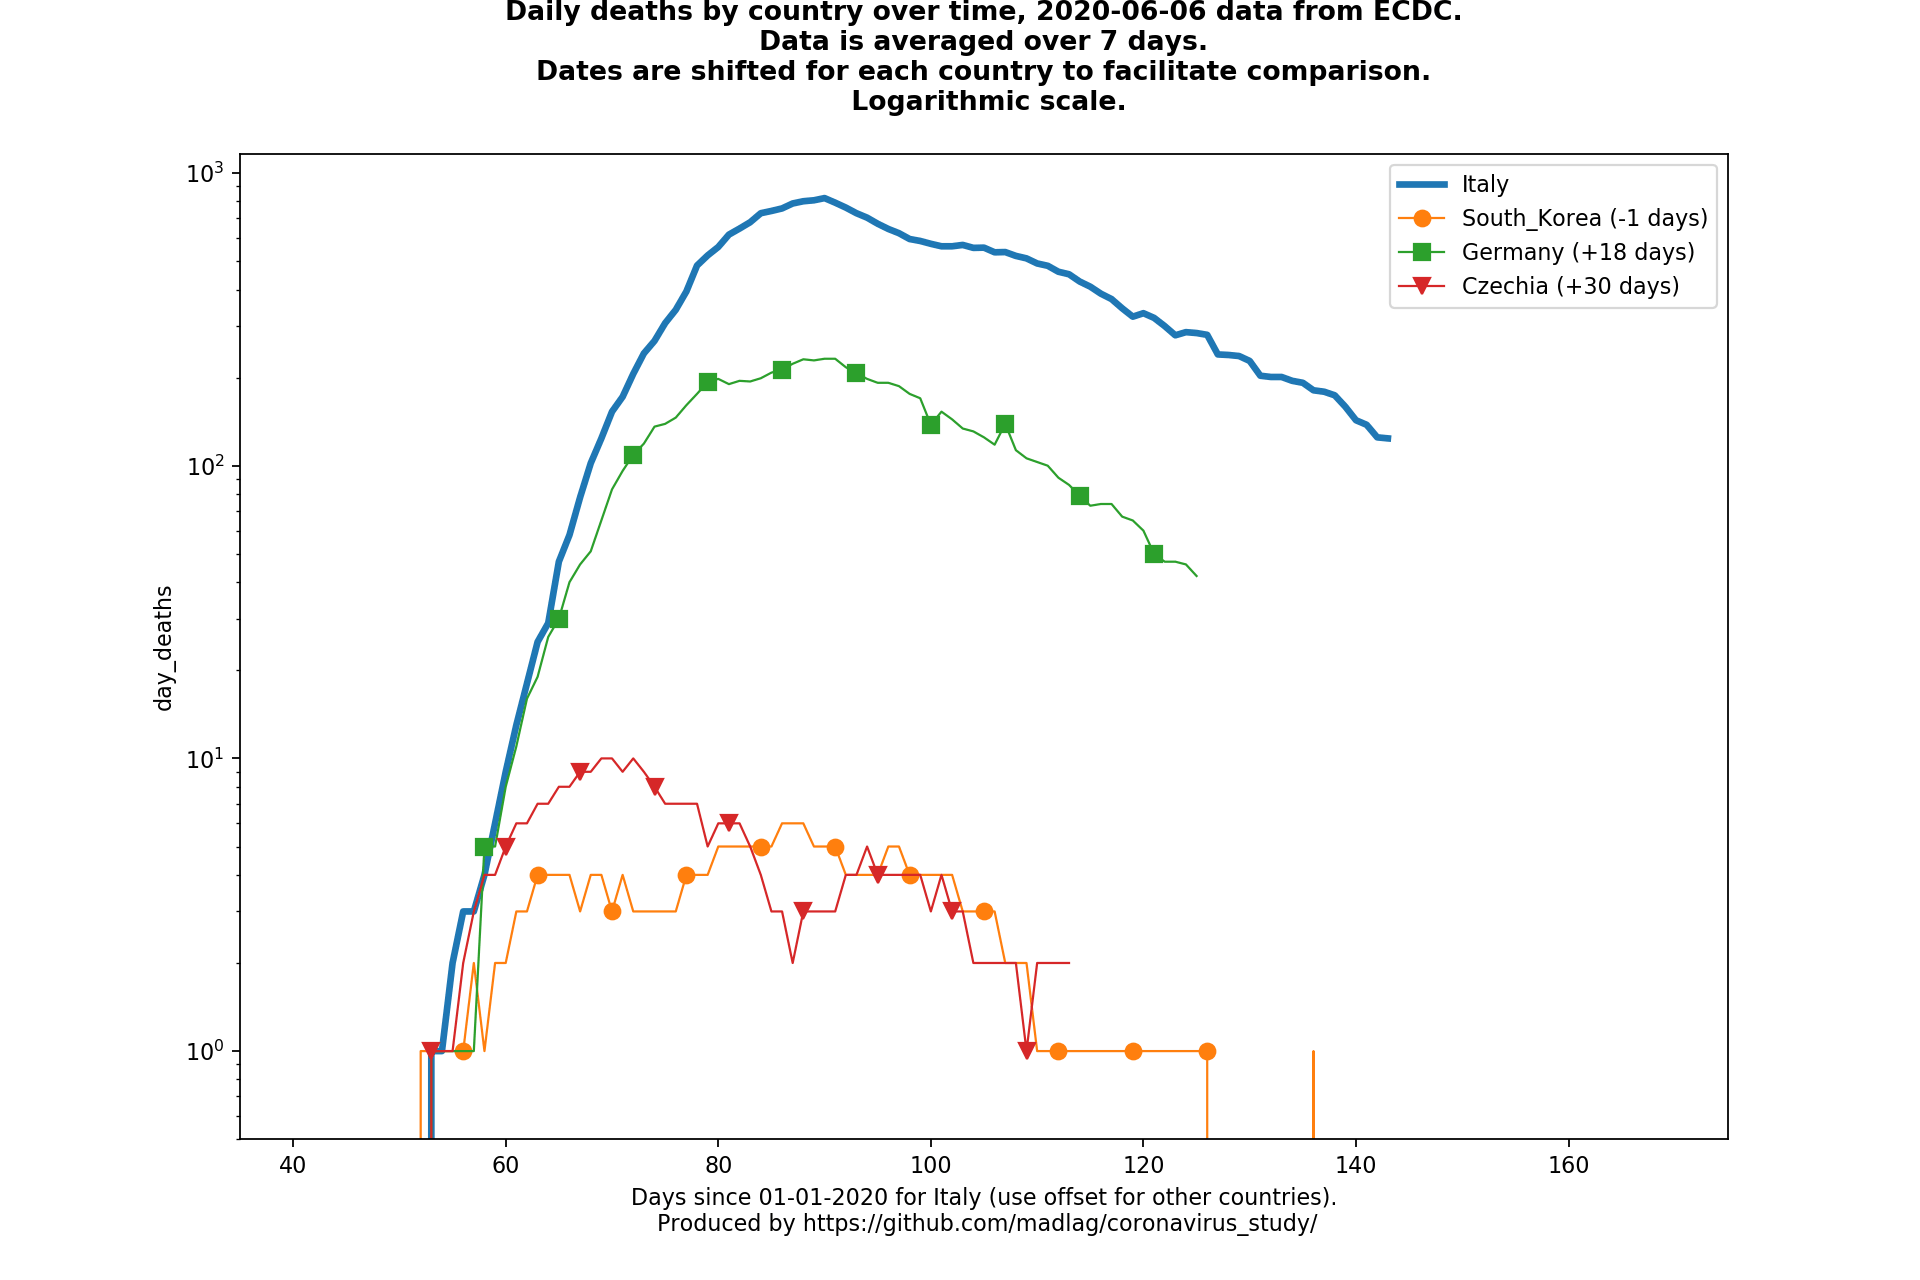 Daily deaths by country over time, 2020-06-06 data from ECDC.
Data is averaged over 7 days.
Dates are shifted for each country to facilitate comparison.
Logarithmic scale.
10³
10²
10¹
10⁰
day_deaths
Italy
South_Korea (-1 days)
Germany (+18 days)
Czechia (+30 days)
40 60 80 100 120 140 160
Days since 01-01-2020 for Italy (use offset for other countries).
Produced by https://github.com/madlag/coronavirus_study/